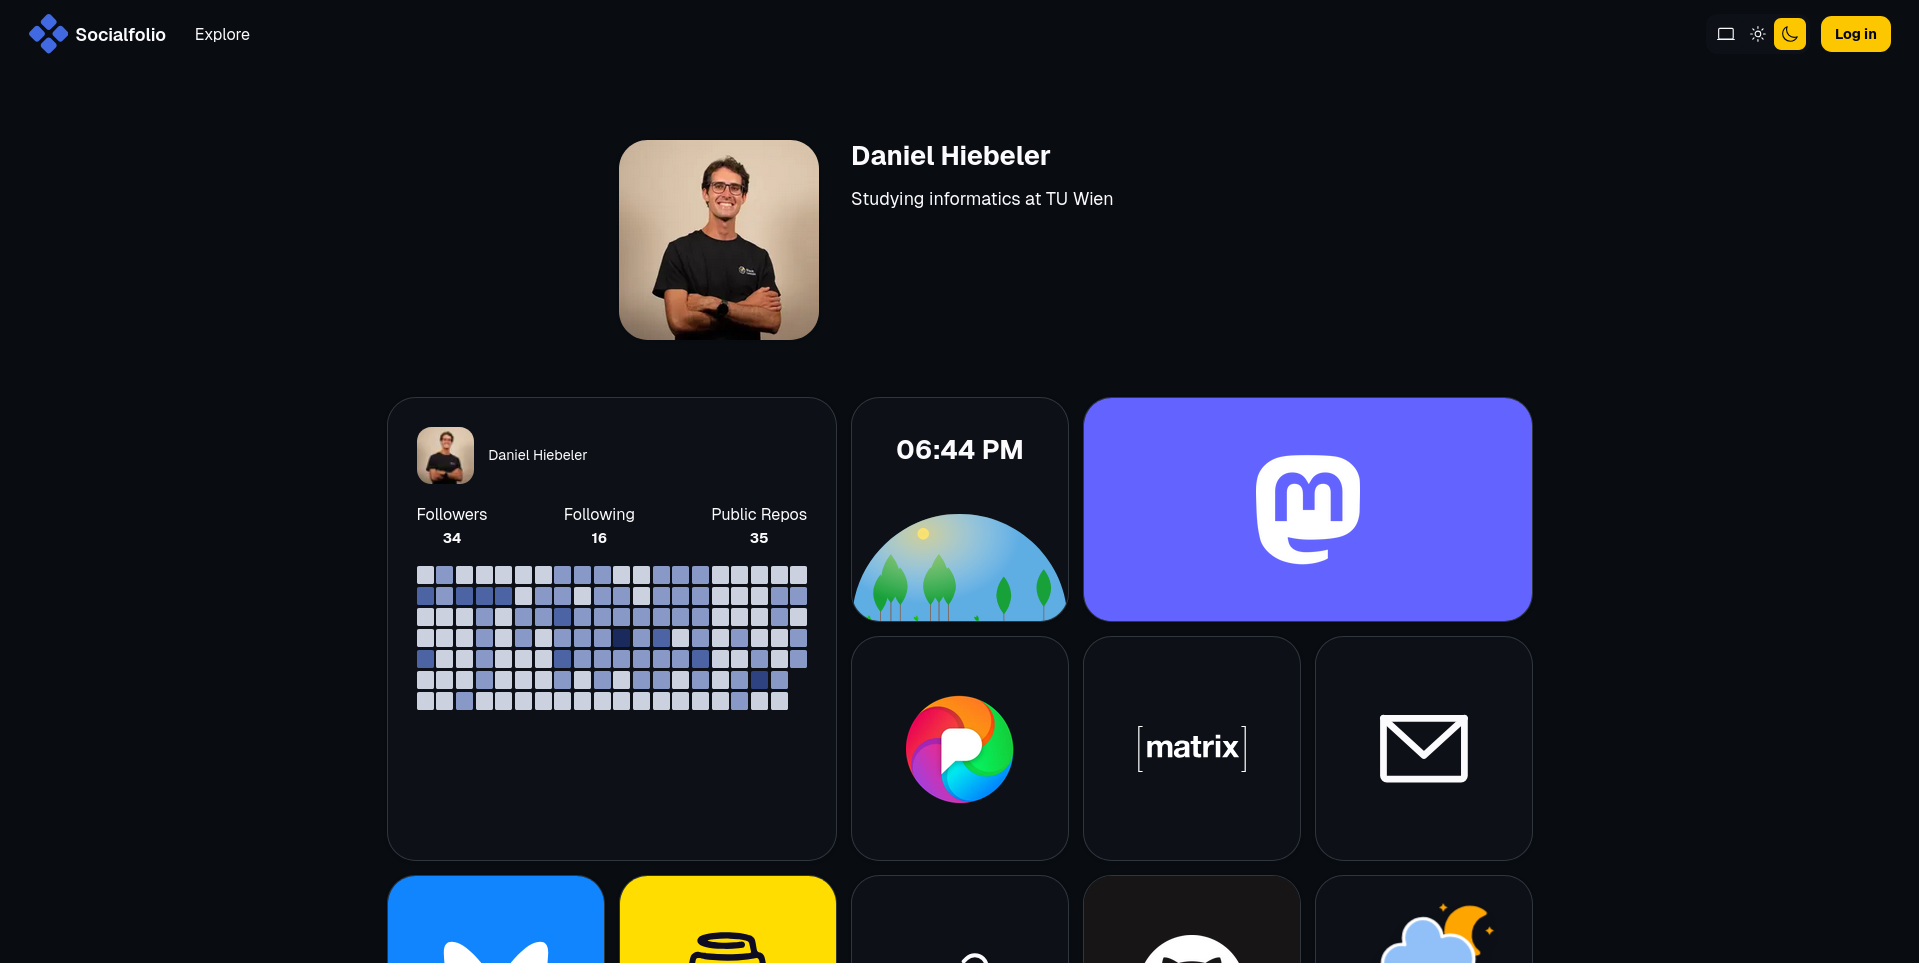 Socialfolio
Explore
Log in
Daniel Hiebeler
Studying informatics at TU Wien
Daniel Hiebeler
Followers
34
Following
16
Public Repos
35
06:44 PM
[matrix]